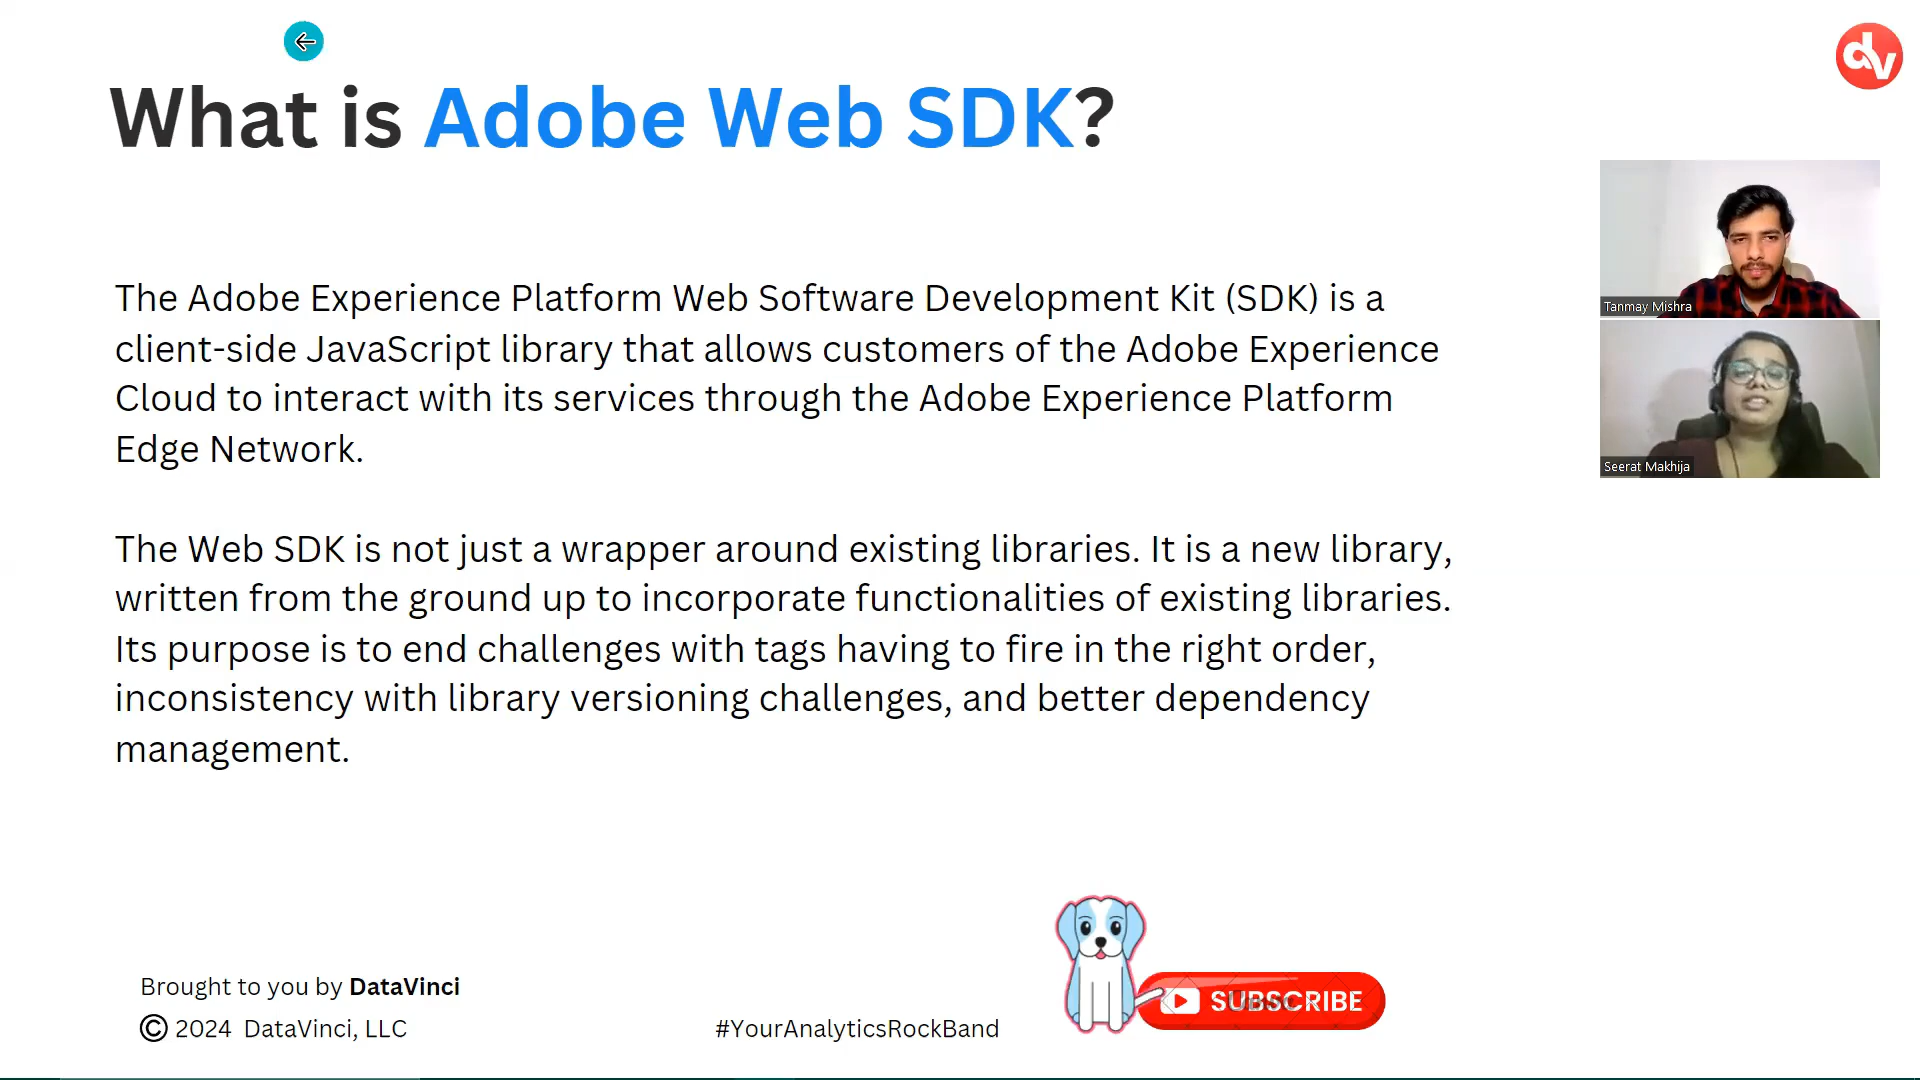 What is Adobe Web SDK?
dv
The Adobe Experience Platform Web Software Development Kit (SDK) is a
client-side JavaScript library that allows customers of the Adobe Experience
Cloud to interact with its services through the Adobe Experience Platform
Edge Network.
Tanmay Mishra
Seerat Makhija
The Web SDK is not just a wrapper around existing libraries. It is a new library,
written from the ground up to incorporate functionalities of existing libraries.
Its purpose is to end challenges with tags having to fire in the right order,
inconsistency with library versioning challenges, and better dependency
management.
Brought to you by DataVinci
© 2024 DataVinci, LLC
#YourAnalyticsRockBand
SUBSCRIBE